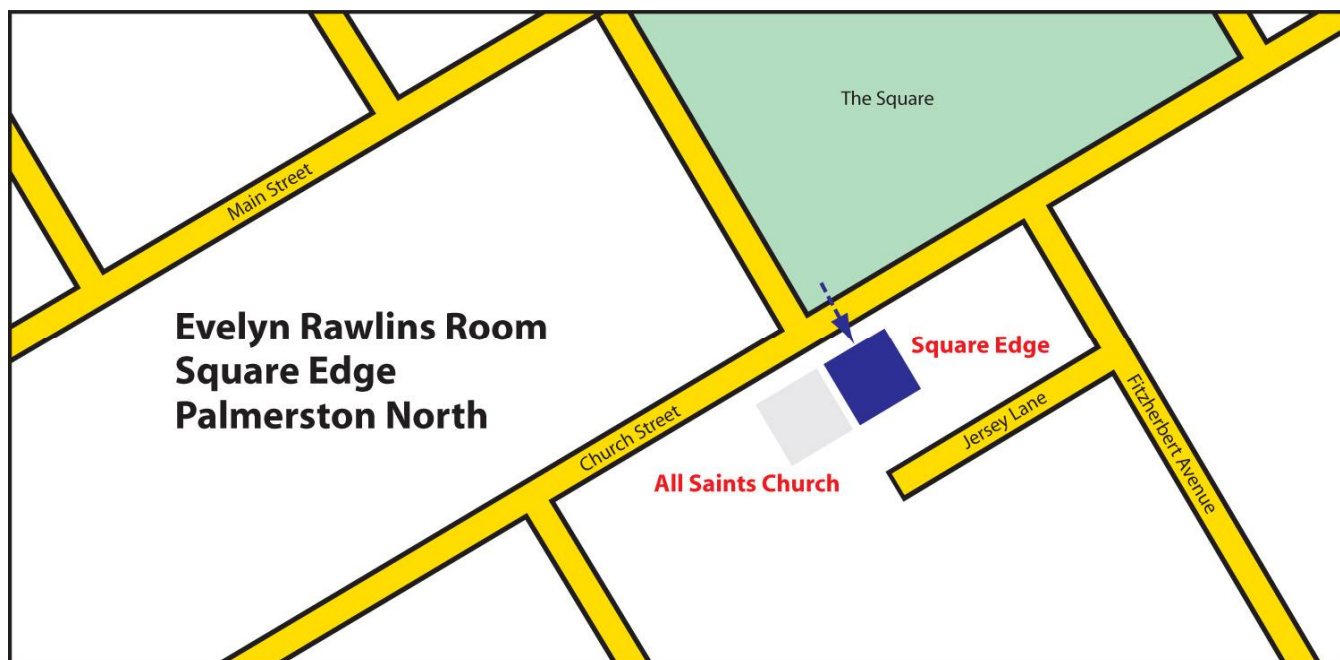 The Square
Main Street
Evelyn Rawlins Room
Square Edge
Palmerston North
Square Edge
Church Street
Jersey Lane
Fitzherbert Avenue
All Saints Church